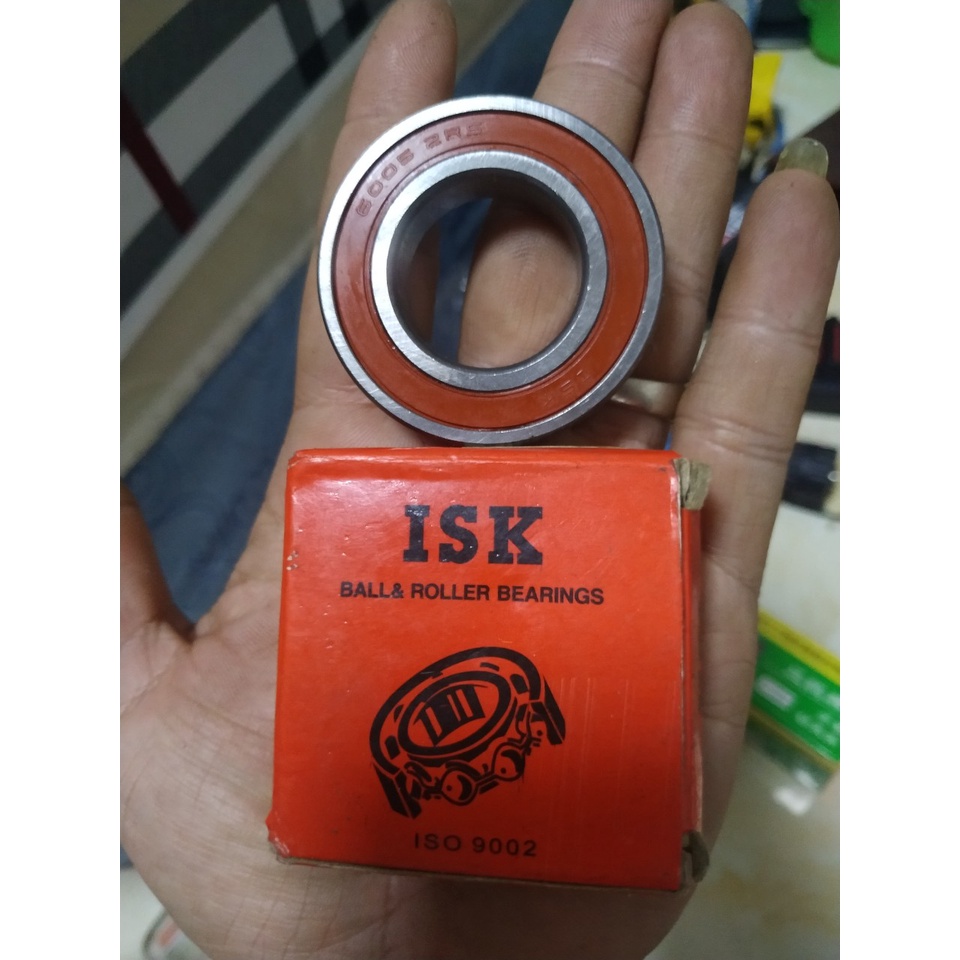 6005 2RS
ISK
BALL& ROLLER BEARINGS
ISO 9002